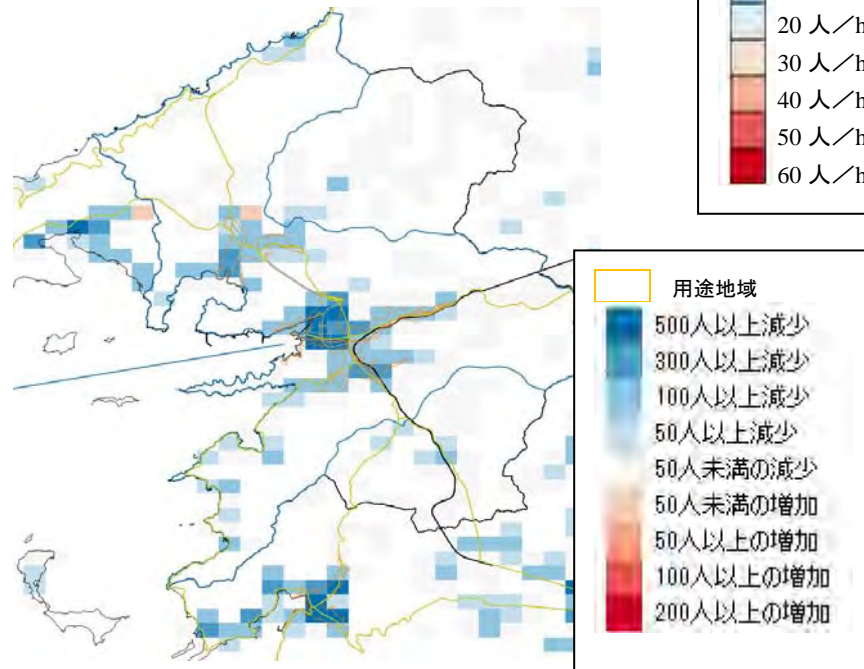 20 人／h
30 人／h
40 人／h
50 人／h
60 人／h
用途地域
500人以上減少
300人以上減少
100人以上減少
50人以上減少
50人未満の減少
50人未満の増加
50人以上の増加
100人以上の増加
200人以上の増加